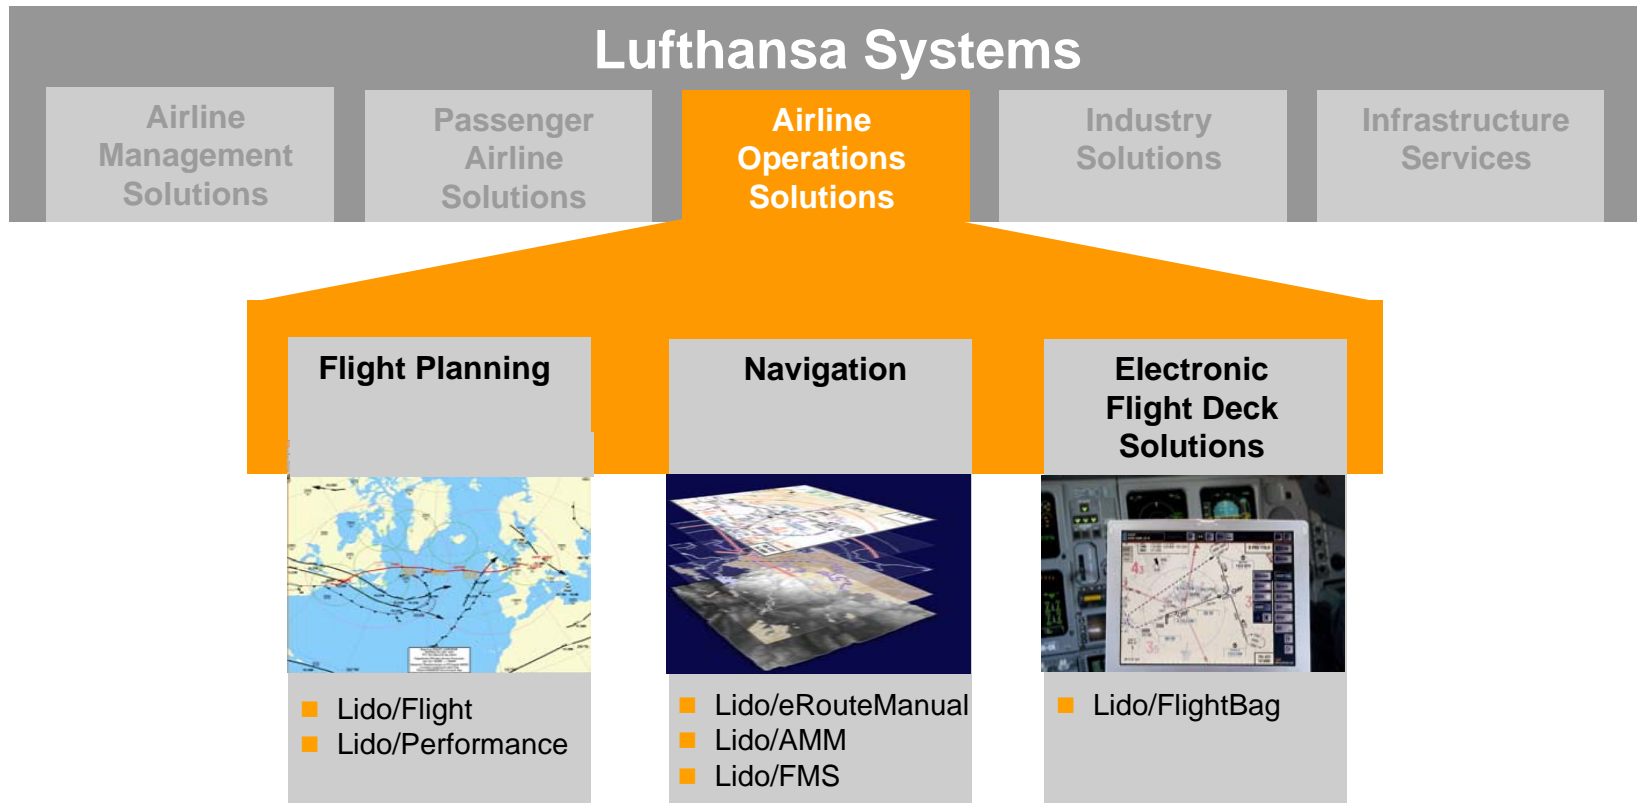 Lufthansa Systems
Airline
Management
Solutions
Passenger
Airline
Solutions
Airline
Operations
Solutions
Industry
Solutions
Infrastructure
Services
Flight Planning
Navigation
Electronic
Flight Deck
Solutions
Lido/Flight
Lido/Performance
Lido/eRouteManual
Lido/AMM
Lido/FMS
Lido/FlightBag